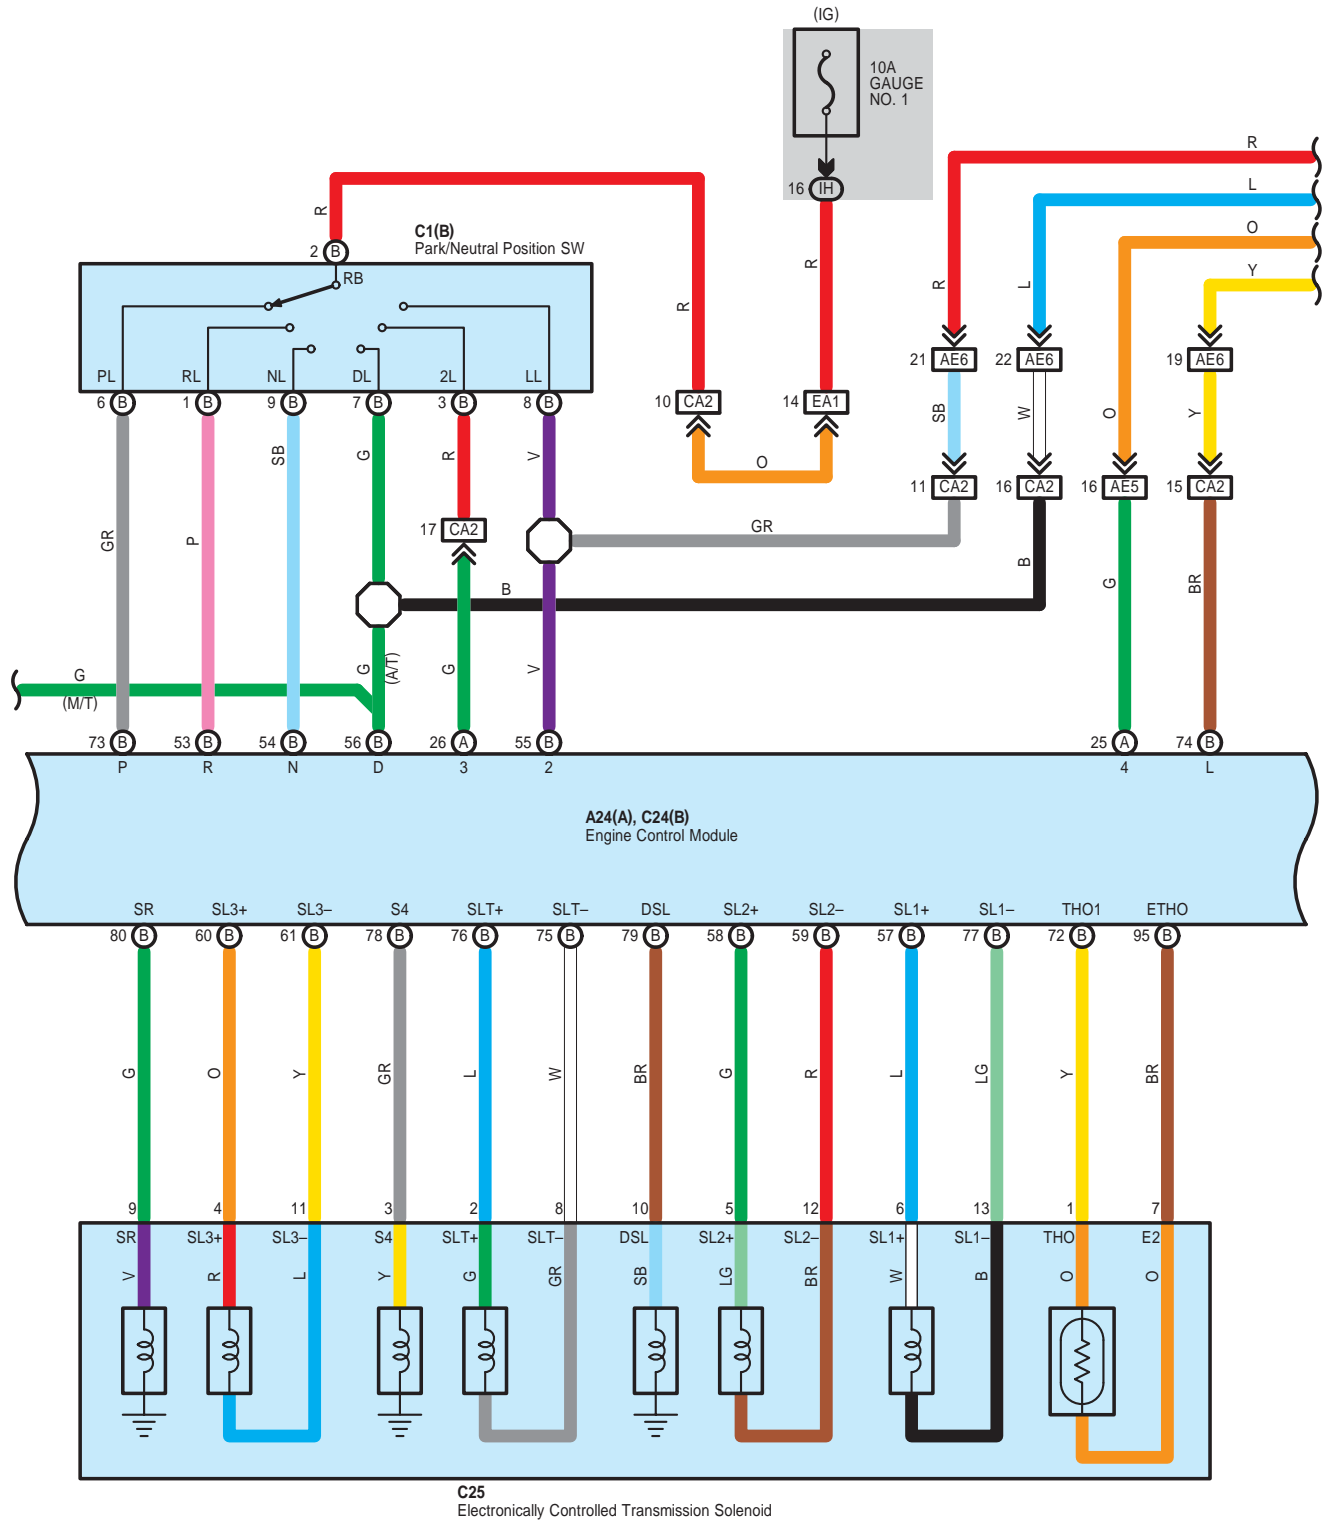 (IG)
10A
GAUGE
NO. 1
16 IH
R
L
O
Y
R
C1(B)
Park/Neutral Position SW
2 B
RB
R
R
R
L
21 AE6
22 AE6
19 AE6
PL RL NL DL 2L LL
6 B
1 B
9 B
7 B
3 B
8 B
10 CA2
14 EA1
SB
W
O
Y
SB
G
R
V
O
11 CA2
16 CA2
16 AE5
15 CA2
17 CA2
GR
GR
P
B
B
G
BR
G
(M/T)
G
(A/T)
G
V
73 B
53 B
54 B
56 B
26 A
55 B
25 A
74 B
P R N D 3 2 4 L
A24(A), C24(B)
Engine Control Module
SR SL3+ SL3– S4 SLT+ SLT– DSL SL2+ SL2– SL1+ SL1– THO1 ETHO
80 B
60 B
61 B
78 B
76 B
75 B
79 B
58 B
59 B
57 B
77 B
72 B
95 B
G O Y GR L W BR G R L LG Y BR
9 4 11 3 2 8 10 5 12 6 13 1 7
SR SL3+ SL3– S4 SLT+ SLT– DSL SL2+ SL2– SL1+ SL1– THO E2
V R L Y G GR SB LG BR W B O O
C25
Electronically Controlled Transmission Solenoid